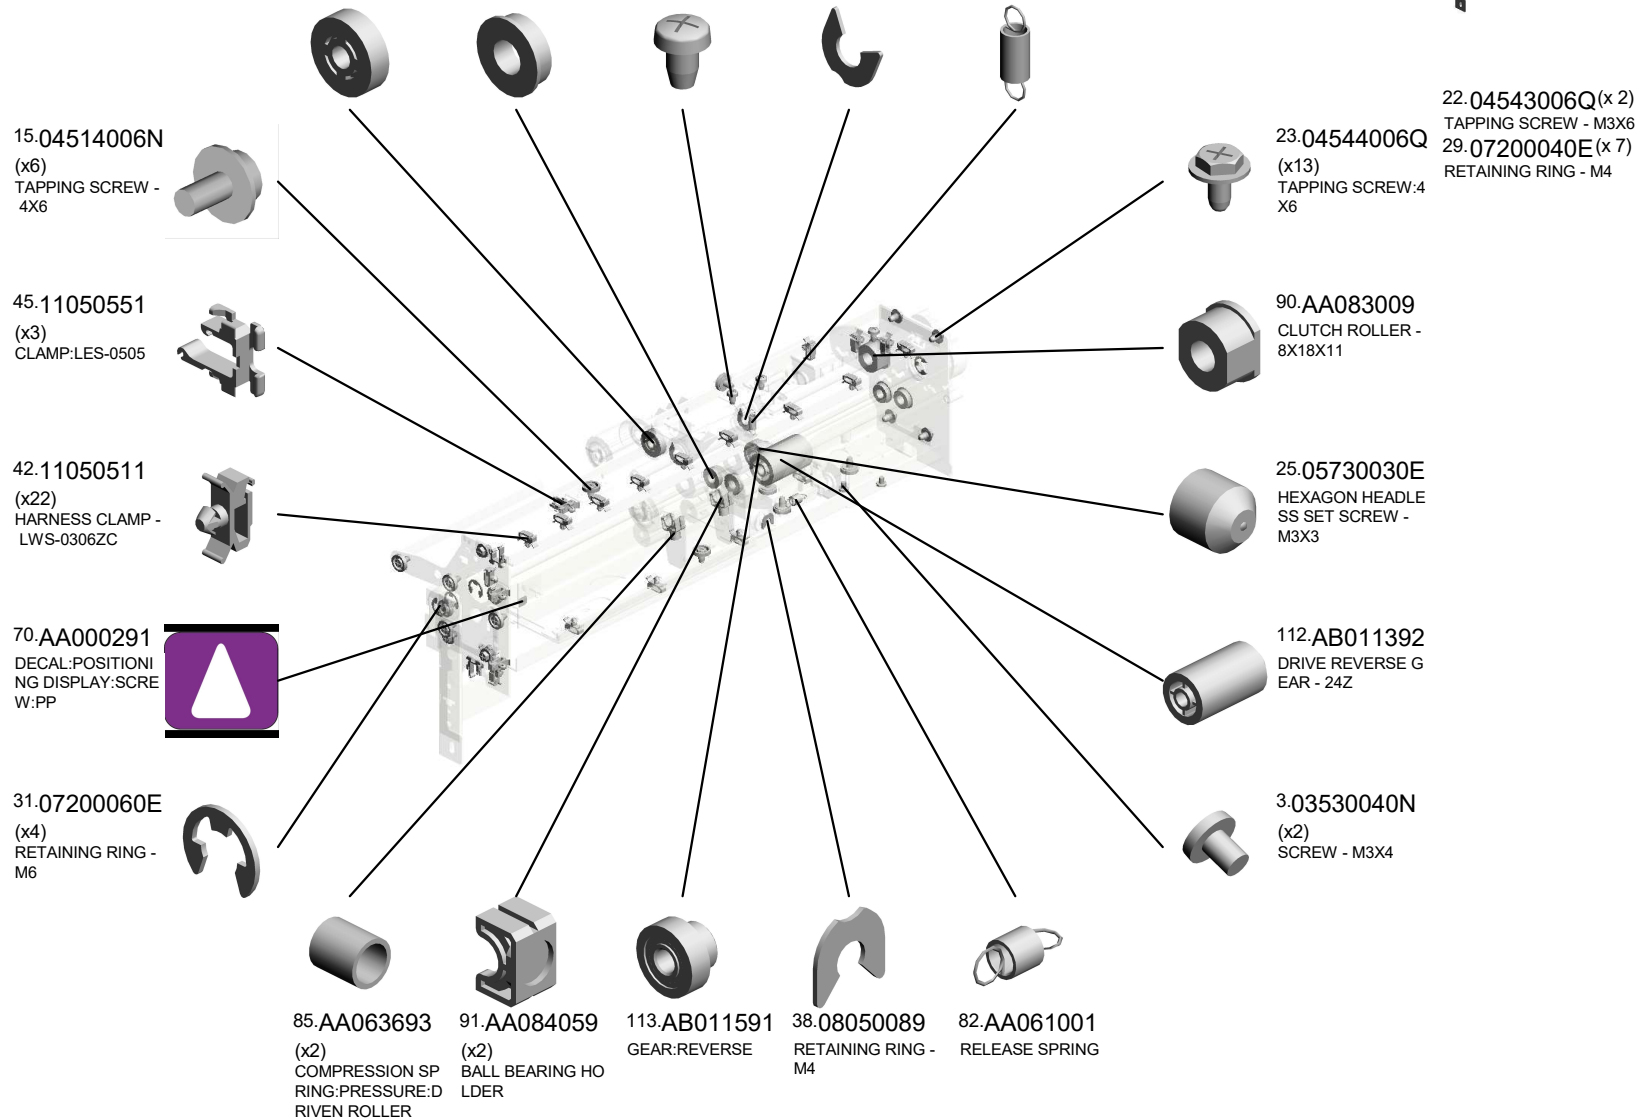 15.04514006N
(x6)
TAPPING SCREW -
4X6
45.11050551
(x3)
CLAMP:LES-0505
42.11050511
(x22)
HARNESS CLAMP -
LWS-0306ZC
70.AA000291
DECAL:POSITIONI
NG DISPLAY:SCRE
W:PP
31.07200060E
(x4)
RETAINING RING -
M6
85.AA063693
(x2)
COMPRESSION SP
RING:PRESSURE:D
RIVEN ROLLER
91.AA084059
(x2)
BALL BEARING HO
LDER
113.AB011591
GEAR:REVERSE
38.08050089
RETAINING RING -
M4
82.AA061001
RELEASE SPRING
23.04544006Q
(x13)
TAPPING SCREW:4
X6
90.AA083009
CLUTCH ROLLER -
8X18X11
25.05730030E
HEXAGON HEADLE
SS SET SCREW -
M3X3
112.AB011392
DRIVE REVERSE G
EAR - 24Z
3.03530040N
(x2)
SCREW - M3X4
22.04543006Q(x 2)
TAPPING SCREW - M3X6
29.07200040E(x 7)
RETAINING RING - M4